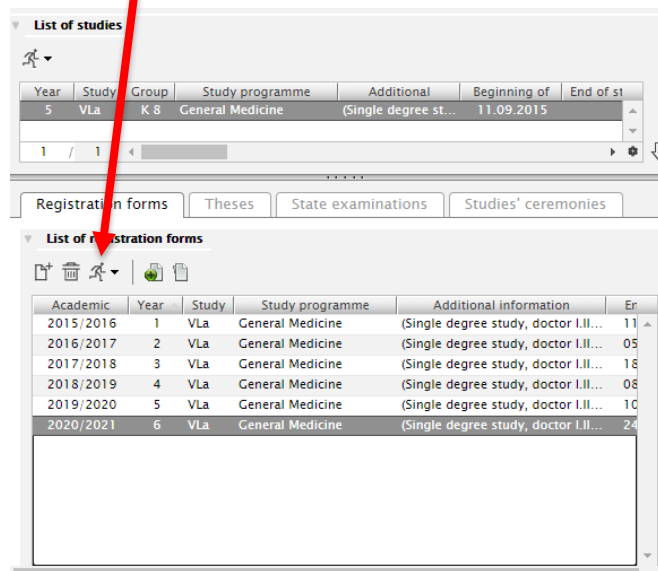 List of studies
Year Study Group Study programme Additional Beginning of End of st
5 VLa K 8 General Medicine (Single degree st... 11.09.2015
1 / 1
Registration forms Theses State examinations Studies' ceremonies
List of registration forms
Academic Year Study Study programme Additional information En
2015/2016 1 VLa General Medicine (Single degree study, doctor I.II... 11
2016/2017 2 VLa General Medicine (Single degree study, doctor I.II... 05
2017/2018 3 VLa General Medicine (Single degree study, doctor I.II... 18
2018/2019 4 VLa General Medicine (Single degree study, doctor I.II... 08
2019/2020 5 VLa General Medicine (Single degree study, doctor I.II... 10
2020/2021 6 VLa General Medicine (Single degree study, doctor I.II... 24